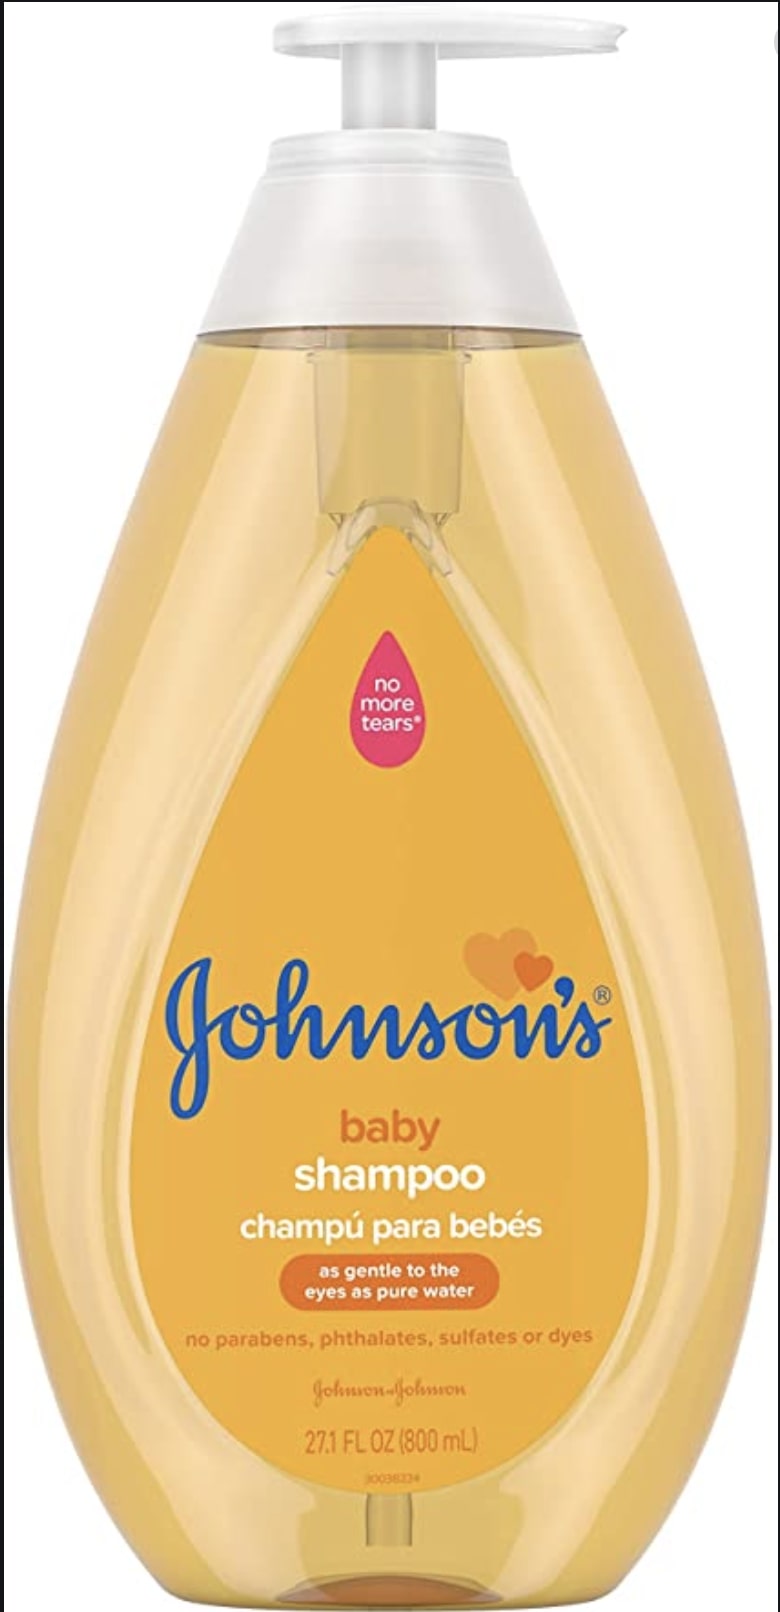 no
more
tears®
Johnson's®
baby
shampoo
champú para bebés
as gentle to the
eyes as pure water
no parabens, phthalates, sulfates or dyes
Johnson&Johnson
27.1 FL OZ (800 mL)